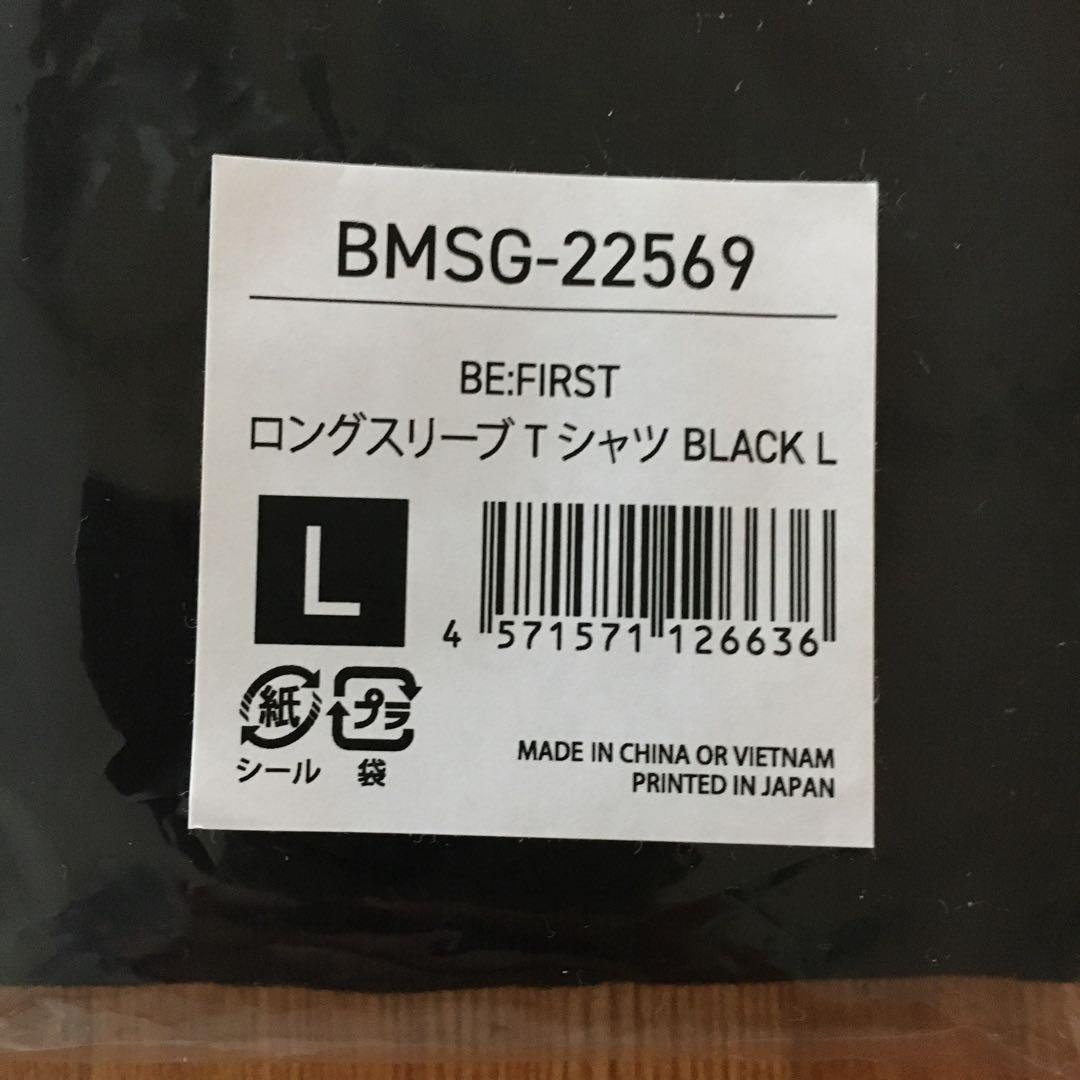 BMSG-22569
BE:FIRST
ロングスリーブ T シャツ BLACK L
L
4 571571 126636
紙 プラ
シール 袋
MADE IN CHINA OR VIETNAM
PRINTED IN JAPAN